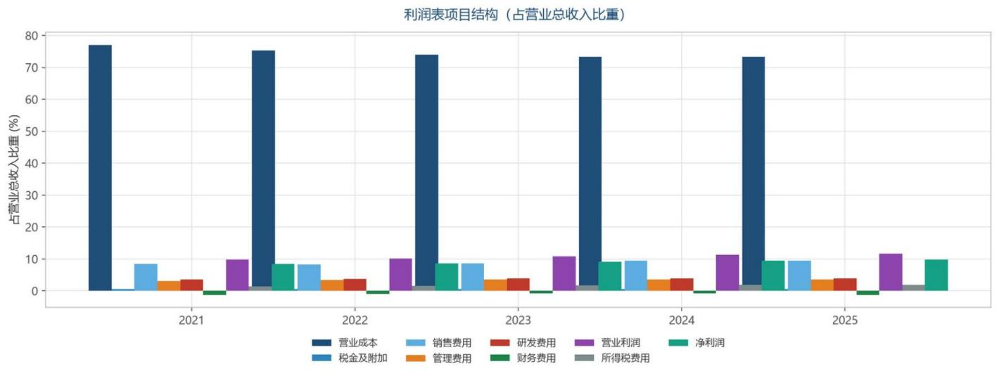 利润表项目结构（占营业总收入比重）
占营业总收入比重 (%)
80
70
60
50
40
30
20
10
0
2021 2022 2023 2024 2025
营业成本 销售费用 研发费用 营业利润 净利润
税金及附加 管理费用 财务费用 所得税费用